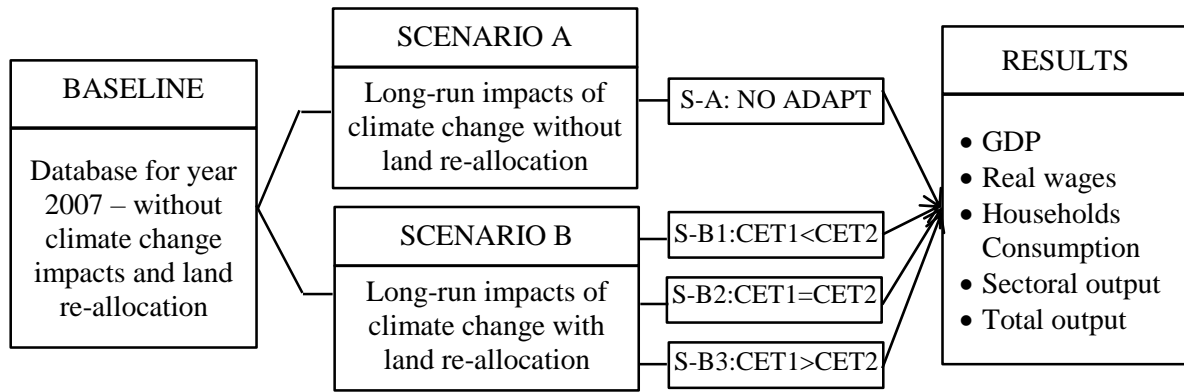 BASELINE
Database for year
2007 – without
climate change
impacts and land
re-allocation
SCENARIO A
Long-run impacts of
climate change without
land re-allocation
SCENARIO B
Long-run impacts of
climate change with
land re-allocation
S-A: NO ADAPT
S-B1:CET1<CET2
S-B2:CET1=CET2
S-B3:CET1>CET2
RESULTS
• GDP
• Real wages
• Households
Consumption
• Sectoral output
• Total output